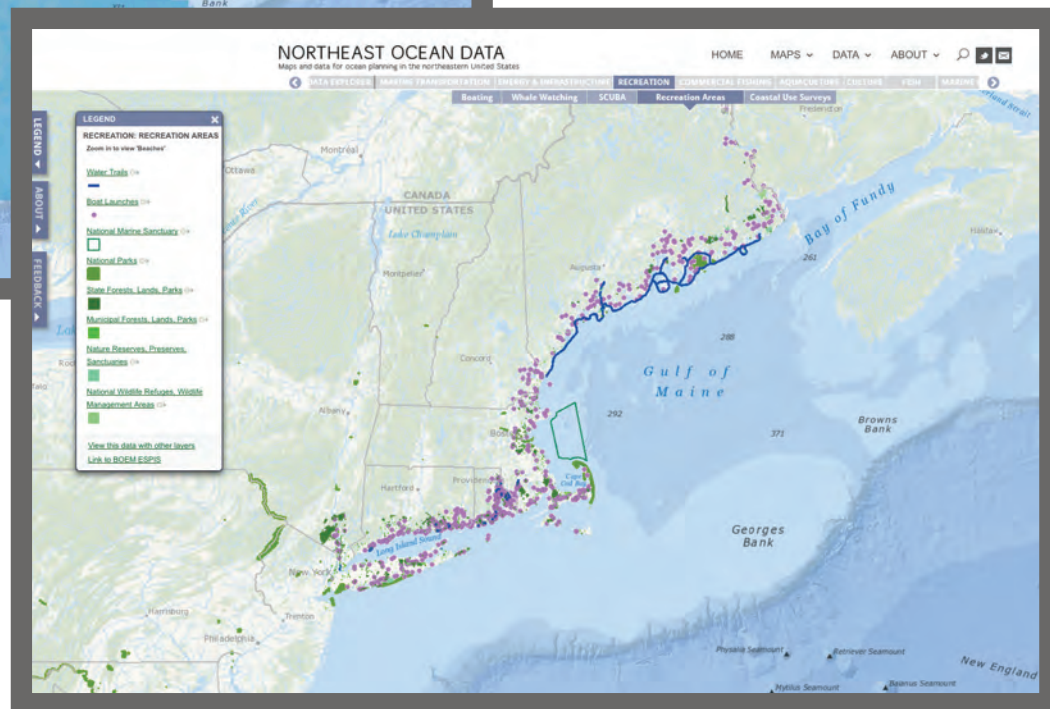 Bank
NORTHEAST OCEAN DATA
Maps and data for ocean planning in the northeastern United States
HOME
MAPS
DATA
ABOUT
DATA EXPLORER
MARINE TRANSPORTATION
ENERGY & INFRASTRUCTURE
RECREATION
COMMERCIAL FISHING
AQUACULTURE
CULTURE
FISH
MARINE
Boating
Whale Watching
SCUBA
Recreation Areas
Coastal Use Surveys
LEGEND
ABOUT
FEEDBACK
LEGEND
RECREATION: RECREATION AREAS
Zoom in to view 'Beaches'
Water Trails
Boat Launches
National Marine Sanctuary
National Parks
State Forests, Lands, Parks
Municipal Forests, Lands, Parks
Nature Reserves, Preserves,
Sanctuaries
National Wildlife Refuges, Wildlife
Management Areas
View this data with other layers
Link to BOEM ESPIS
Fredericton
Montréal
Ottawa
CANADA
UNITED STATES
Lake Champlain
Montpelier
Augusta
Bay of Fundy
Halifax
261
288
Gulf of
Maine
Concord
292
371
Browns
Bank
Albany
Cape
Cod Bay
Hartford
Georges
Bank
Long Island Sound
New York
Harrisburg
Trenton
Philadelphia
Physalia Seamount
Retriever Seamount
New England
Mytilus Seamount
Balanus Seamount